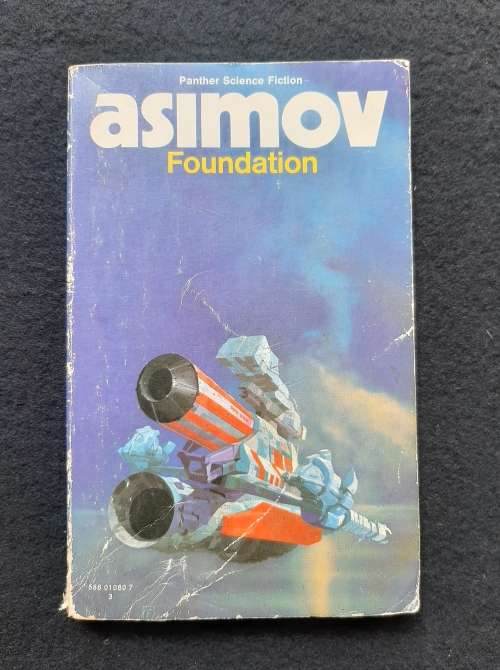 Panther Science Fiction
asimov
Foundation
586 01080 7
3